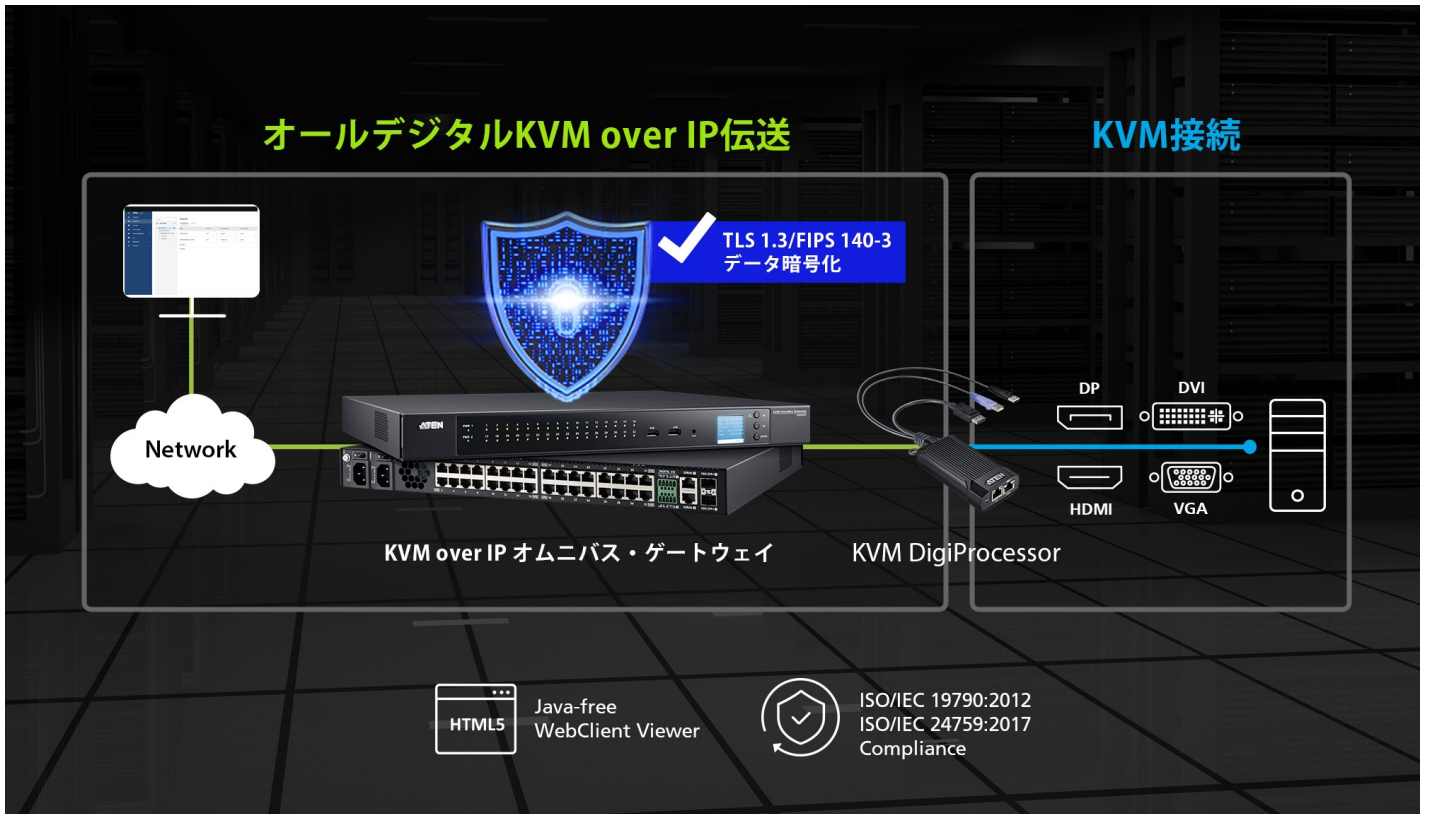 オールデジタルKVM over IP伝送
KVM接続
TLS 1.3/FIPS 140-3
データ暗号化
Network
ATEN
ATEN
DP
DVI
HDMI
VGA
KVM over IP オムニバス・ゲートウェイ
KVM DigiProcessor
HTML5
Java-free
WebClient Viewer
ISO/IEC 19790:2012
ISO/IEC 24759:2017
Compliance